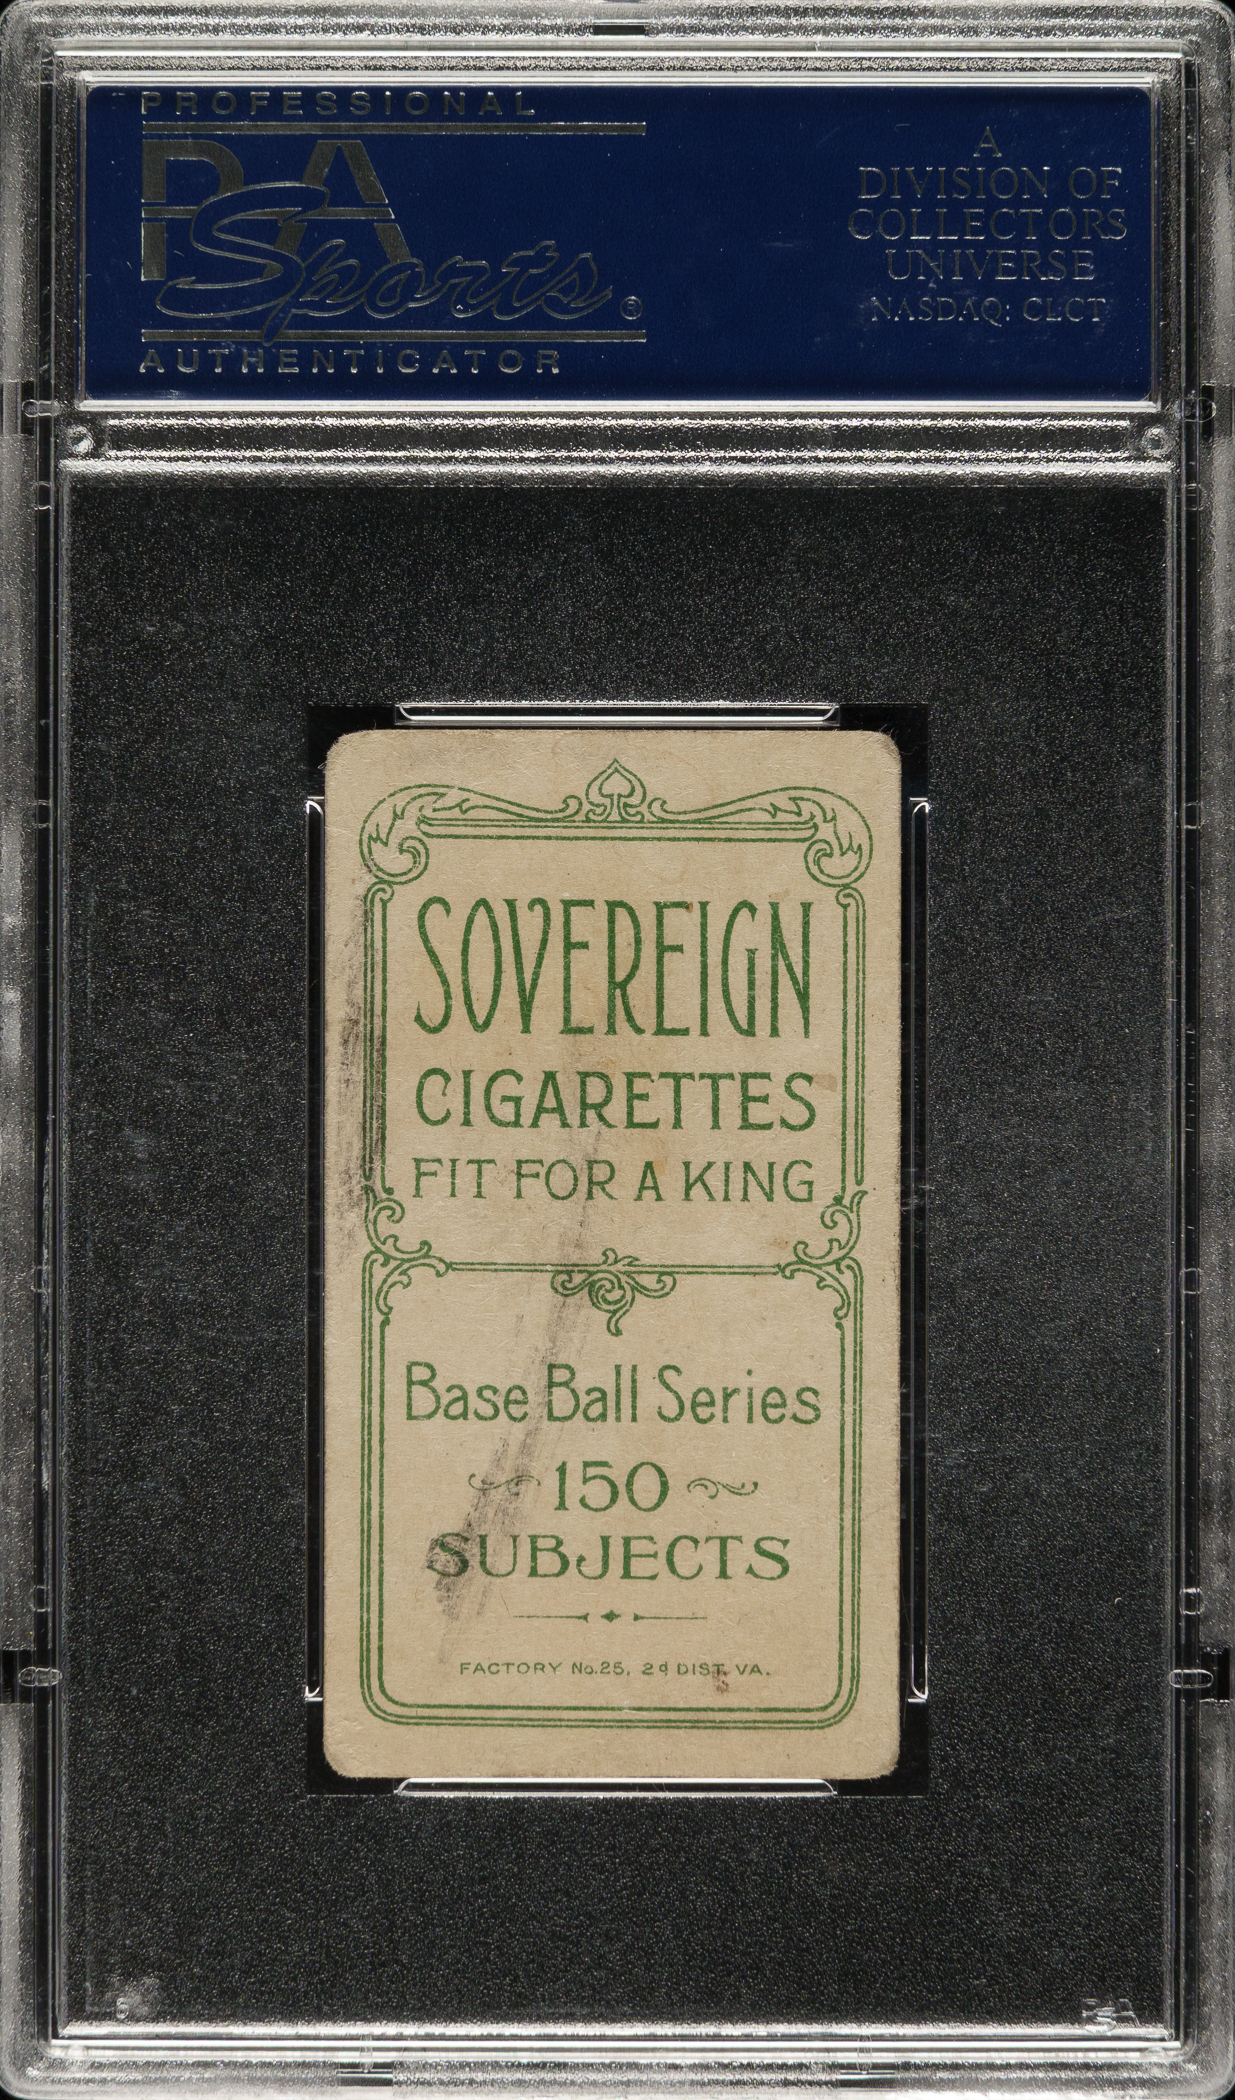 PROFESSIONAL
PSA
Sports®
AUTHENTICATOR
A
DIVISION OF
COLLECTORS
UNIVERSE
NASDAQ: CLCT
SOVEREIGN
CIGARETTES
FIT FOR A KING
Base Ball Series
150
SUBJECTS
FACTORY No.25, 2d DIST. VA.
PSA